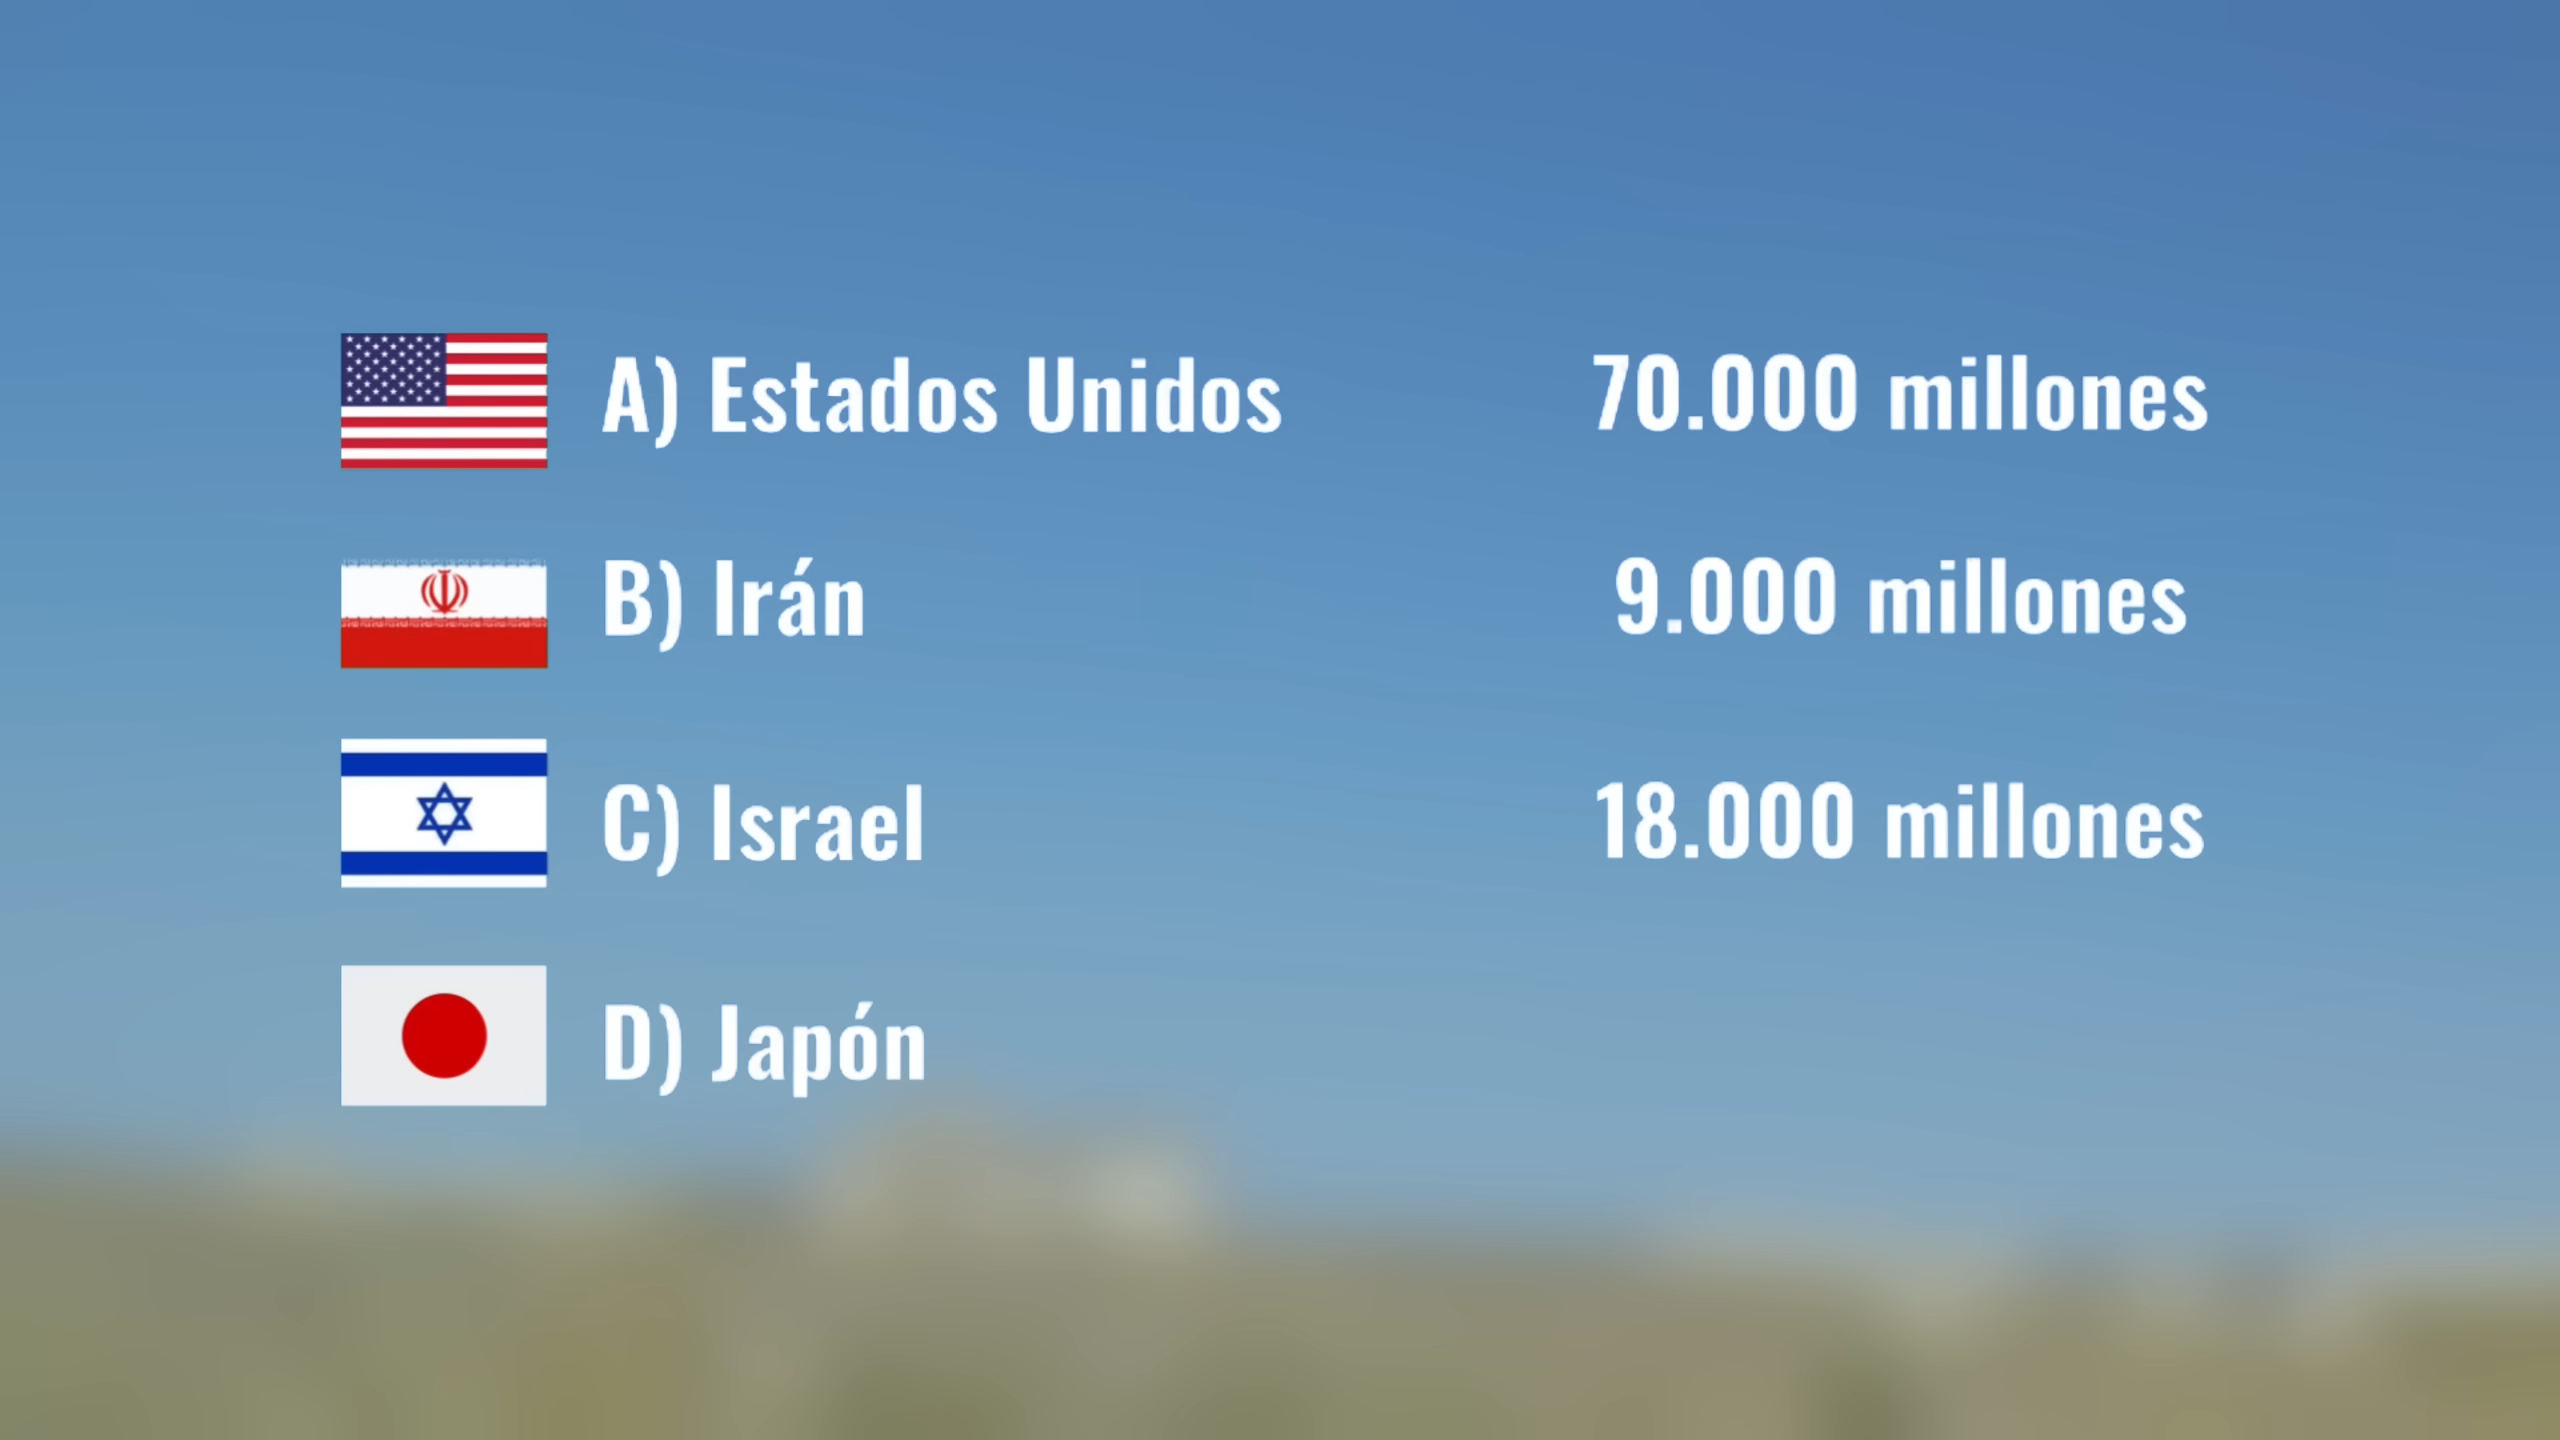 A) Estados Unidos 70.000 millones
B) Irán 9.000 millones
C) Israel 18.000 millones
D) Japón